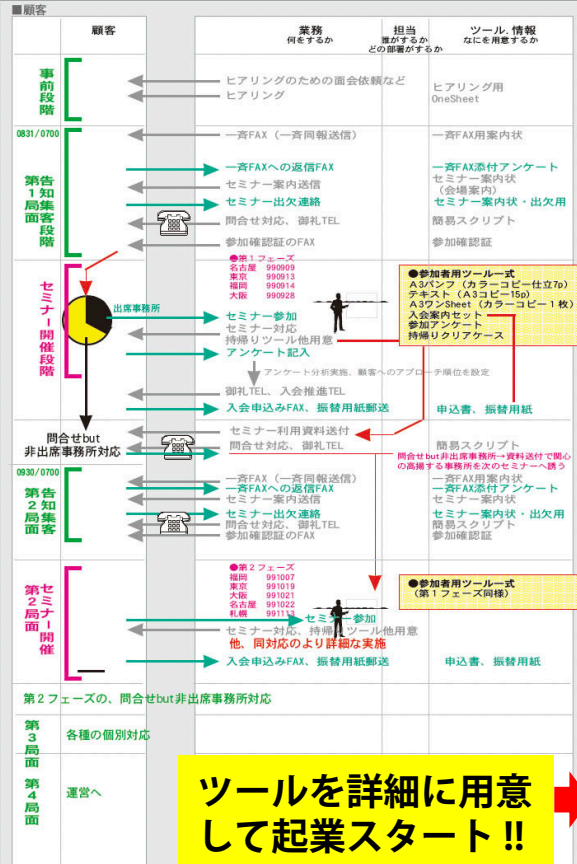 ■顧客
顧客
業務
何をするか
担当
誰がするか
どの部署がするか
ツール．情報
なにを用意するか
事前段階
ヒアリングのための面会依頼など
ヒアリング
ヒアリング用
OneSheet
0831/0700
第1局面
告知集客段階
一斉FAX（一斉同報送信）
一斉FAX用案内状
一斉FAXへの返信FAX
一斉FAX添付アンケート
セミナー案内送信
セミナー案内状
（会場案内）
セミナー出欠連絡
セミナー案内状・出欠用
問合せ対応、御礼TEL
簡易スクリプト
参加確認証のFAX
参加確認証
セミナー開催段階
●第１フェーズ
名古屋 990909
東京 990913
福岡 990914
大阪 990928
●参加者用ツール一式
A3パンフ（カラーコピー仕立7p）
テキスト（A3コピー15p）
A3ワンSheet（カラーコピー１枚）
入会案内セット
参加アンケート
持帰りクリアケース
出席事務所
セミナー参加
セミナー対応
持帰りツール他用意
アンケート記入
アンケート分析実施、顧客へのアプローチ順位を設定
御礼TEL、入会推進TEL
入会申込みFAX、振替用紙郵送
申込書、振替用紙
問合せbut
非出席事務所対応
セミナー利用資料送付
問合せ対応、御礼TEL
簡易スクリプト
問合せbut非出席事務所→資料送付で関心
の高揚する事務所を次のセミナーへ誘う
0930/0700
第2局面
告知集客
一斉FAX（一斉同報送信）
一斉FAX用案内状
一斉FAXへの返信FAX
一斉FAX添付アンケート
セミナー案内送信
セミナー案内状
セミナー出欠連絡
セミナー案内状・出欠用
問合せ対応、御礼TEL
簡易スクリプト
参加確認証のFAX
参加確認証
第2局面
セミナー開催
●第２フェーズ
福岡 991007
東京 991019
大阪 991021
名古屋 991022
札幌
●参加者用ツール一式
（第１フェーズ同様）
セミナー参加
セミナー対応、持帰りツール他用意
他、同対応のより詳細な実施
入会申込みFAX、振替用紙郵送
申込書、振替用紙
第２フェーズの、問合せbut非出席事務所対応
第3局面
各種の個別対応
第4局面
運営へ
ツールを詳細に用意
して起業スタート!!